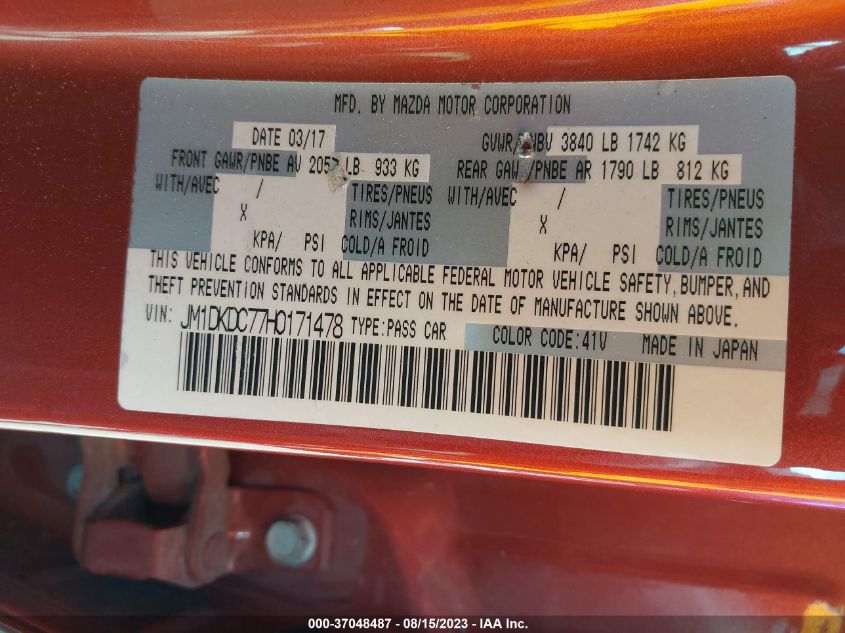 MFD. BY MAZDA MOTOR CORPORATION
DATE 03/17 GVWR/ 3840 LB 1742 KG
FRONT GAWR/PNBE AV LB 933 KG REAR /PNBE AR 1790 LB 812 KG
WITH/AVEC / TIRES/PNEUS WITH/AVEC / TIRES/PNEUS
X RIMS/JANTES X RIMS/JANTES
KPA/ PSI COLD/A FROID KPA/ PSI COLD/A FROID
THIS VEHICLE CONFORMS TO ALL APPLICABLE FEDERAL MOTOR VEHICLE SAFETY, BUMPER, AND
THEFT PREVENTION STANDARDS IN EFFECT ON THE DATE OF MANUFACTURE SHOWN ABOVE.
VIN: JM1DKDC77H0171478 TYPE:PASS CAR COLOR CODE:41V MADE IN JAPAN
000-37048487 - 08/15/2023 - IAA Inc.